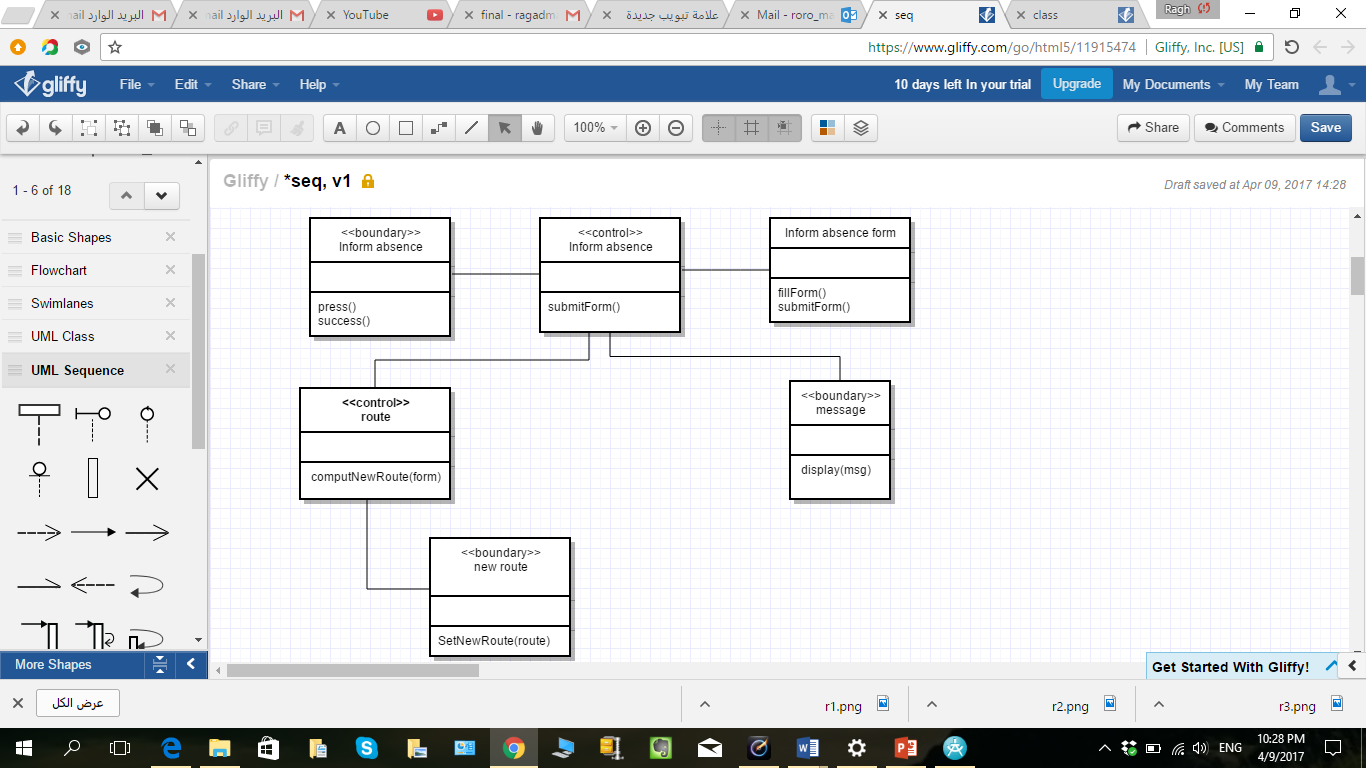 البريد الوارد mail
البريد الوارد mail
YouTube
final - ragadm
علامة تبويب جديدة
Mail - roro_ma
seq
class
Ragh
https://www.gliffy.com/go/html5/11915474
Gliffy, Inc. [US]
gliffy
File
Edit
Share
Help
10 days left In your trial
Upgrade
My Documents
My Team
A
100%
Share
Comments
Save
1 - 6 of 18
Gliffy / *seq, v1
Draft saved at Apr 09, 2017 14:28
Basic Shapes
Flowchart
Swimlanes
UML Class
UML Sequence
More Shapes
<<boundary>>
Inform absence
press()
success()
<<control>>
Inform absence
submitForm()
Inform absence form
fillForm()
submitForm()
<<control>>
route
computNewRoute(form)
<<boundary>>
message
display(msg)
<<boundary>>
new route
SetNewRoute(route)
Get Started With Gliffy!
عرض الكل
r1.png
r2.png
r3.png
ENG
10:28 PM
4/9/2017